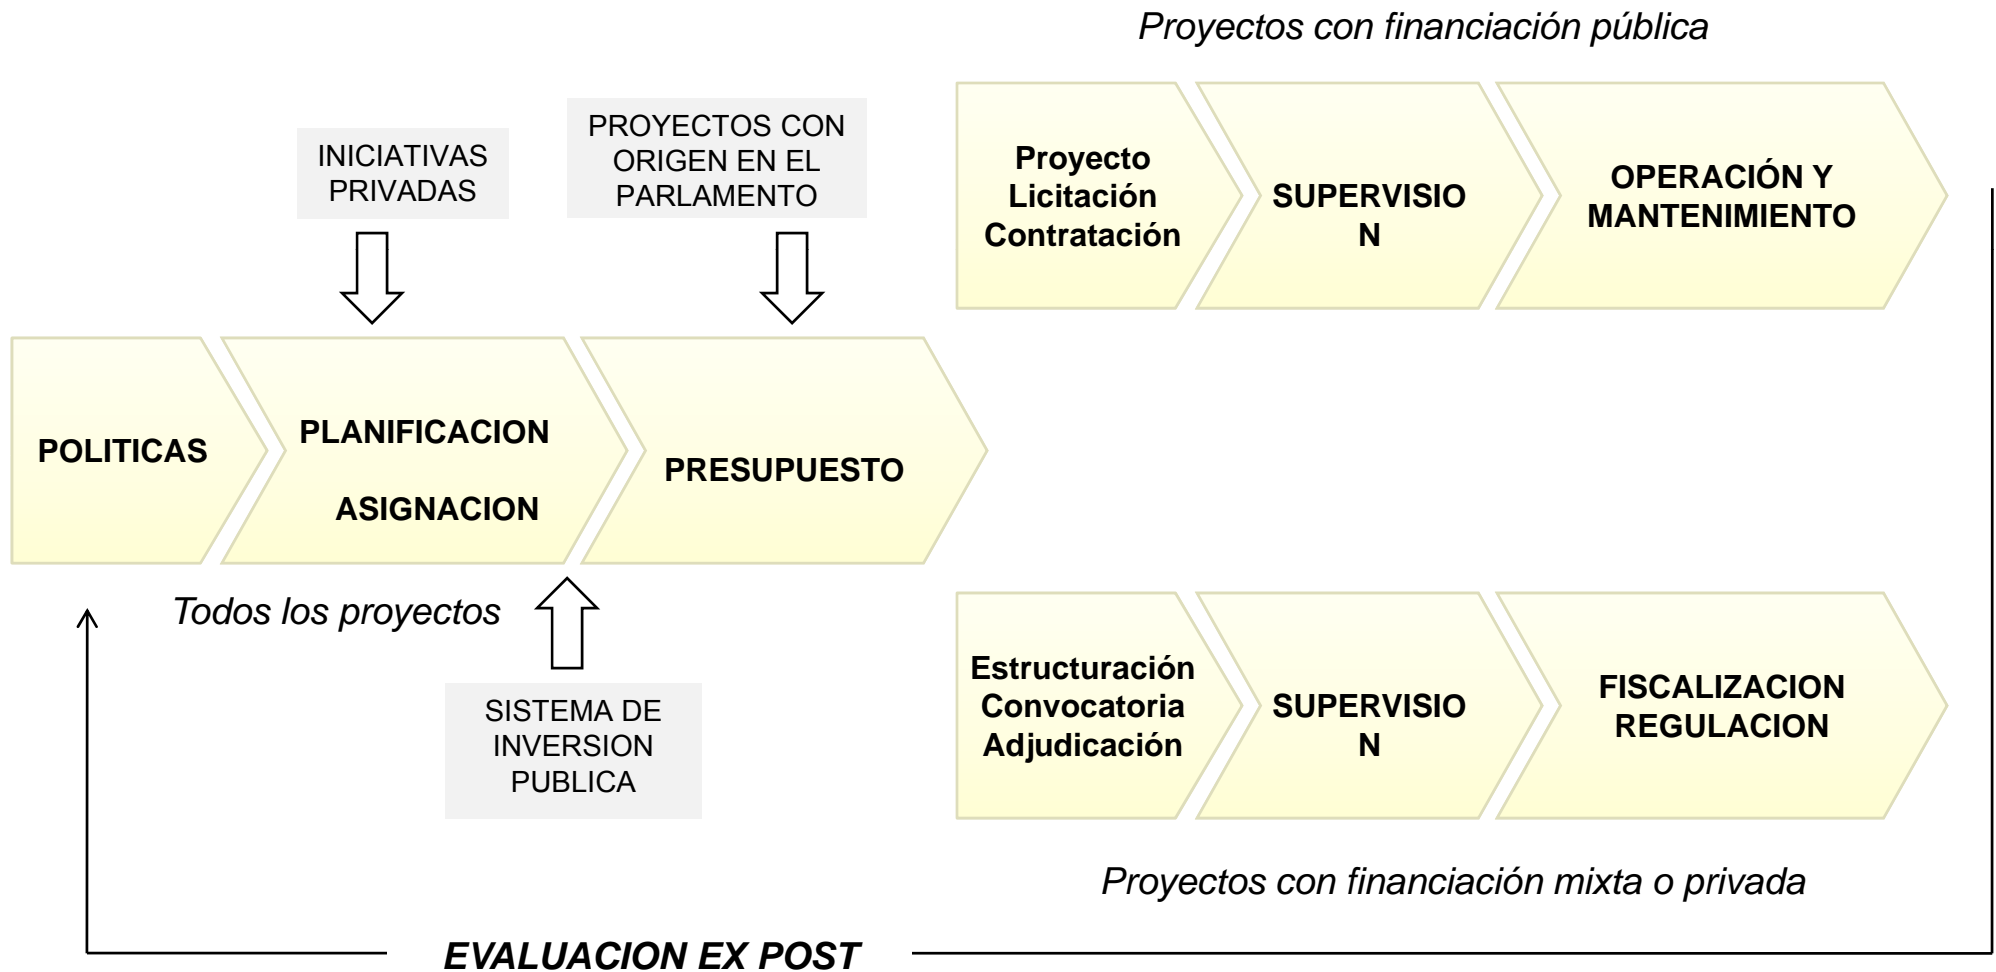 Proyectos con financiación pública
INICIATIVAS
PRIVADAS
PROYECTOS CON
ORIGEN EN EL
PARLAMENTO
Proyecto
Licitación
Contratación
SUPERVISIO
N
OPERACIÓN Y
MANTENIMIENTO
POLITICAS
PLANIFICACION
ASIGNACION
PRESUPUESTO
Todos los proyectos
SISTEMA DE
INVERSION
PUBLICA
Estructuración
Convocatoria
Adjudicación
SUPERVISIO
N
FISCALIZACION
REGULACION
Proyectos con financiación mixta o privada
EVALUACION EX POST